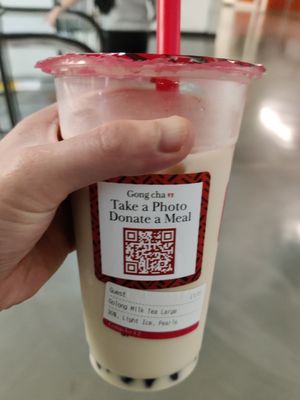 Gong cha
Take a Photo
Donate a Meal
Guest
Oolong Milk Tea Large
30%, Light Ice, Pearls